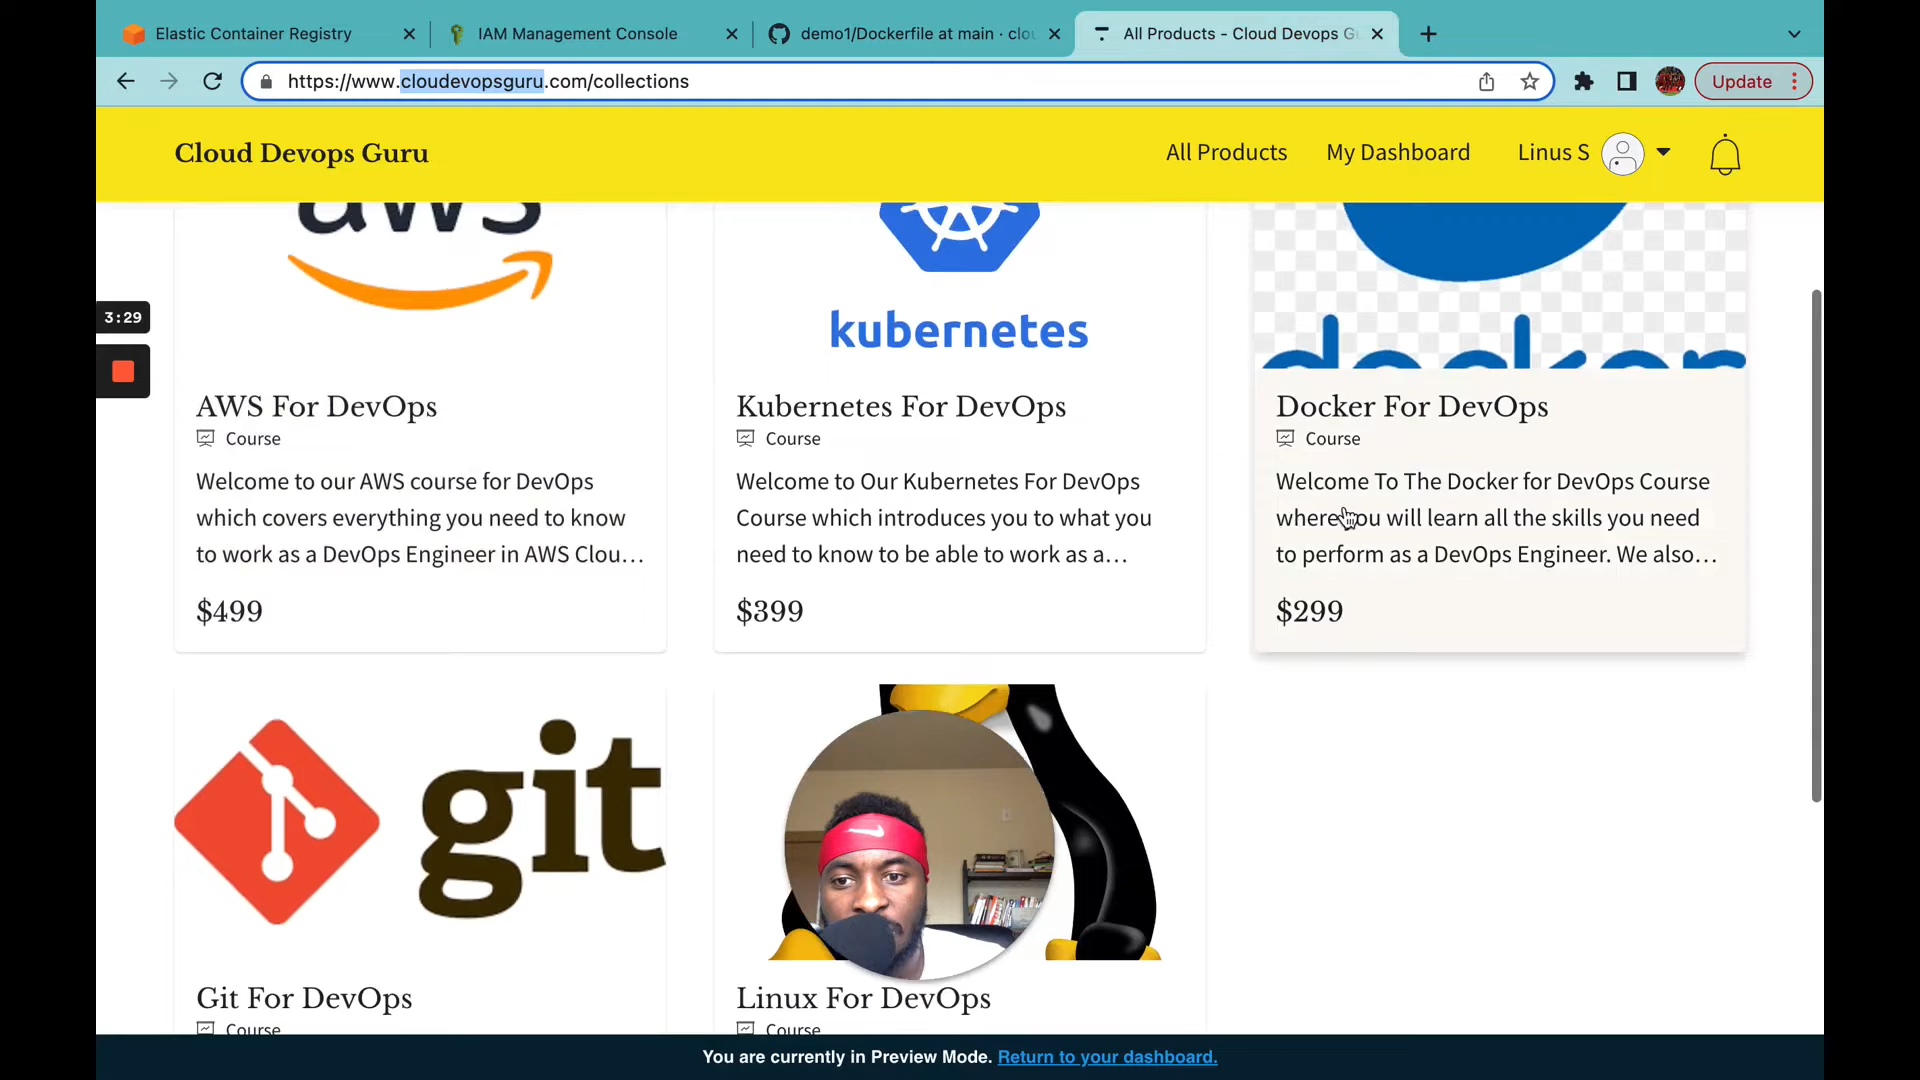 Elastic Container Registry
IAM Management Console
demo1/Dockerfile at main · clou
All Products - Cloud Devops G
https://www.cloudevopsguru.com/collections
Update
Cloud Devops Guru
All Products
My Dashboard
Linus S
aws
kubernetes
docker
3:29
AWS For DevOps
Course
Welcome to our AWS course for DevOps
which covers everything you need to know
to work as a DevOps Engineer in AWS Clou...
$499
Kubernetes For DevOps
Course
Welcome to Our Kubernetes For DevOps
Course which introduces you to what you
need to know to be able to work as a...
$399
Docker For DevOps
Course
Welcome To The Docker for DevOps Course
where you will learn all the skills you need
to perform as a DevOps Engineer. We also...
$299
git
Git For DevOps
Course
Linux For DevOps
Course
You are currently in Preview Mode. Return to your dashboard.